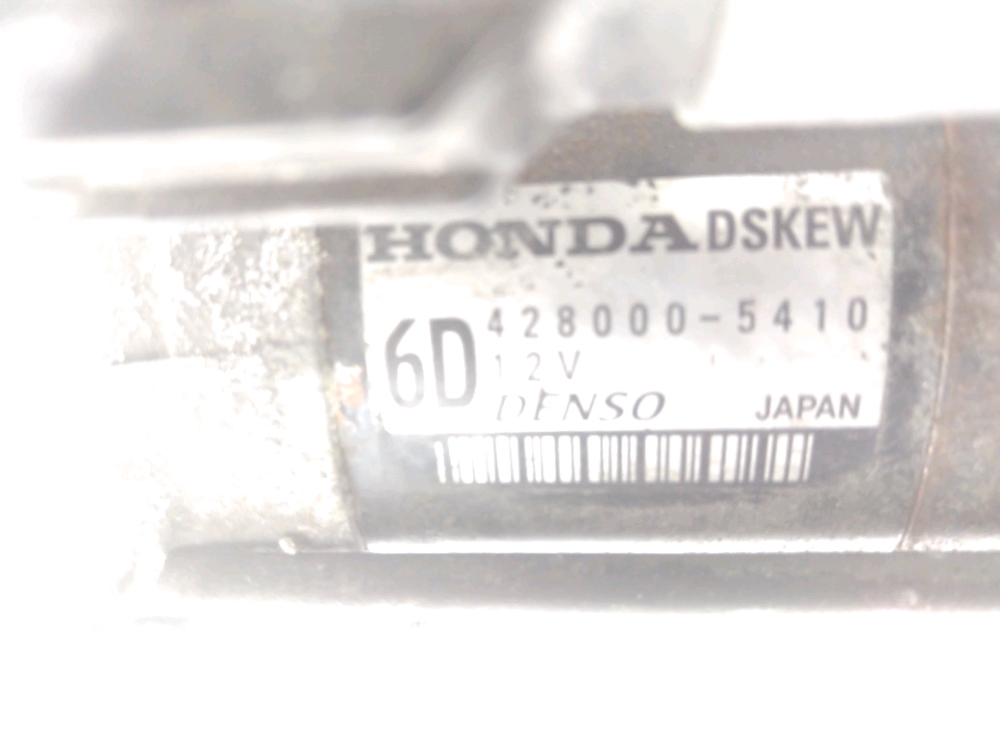 HONDA DSKEW
428000-5410
6D 12V
DENSO JAPAN